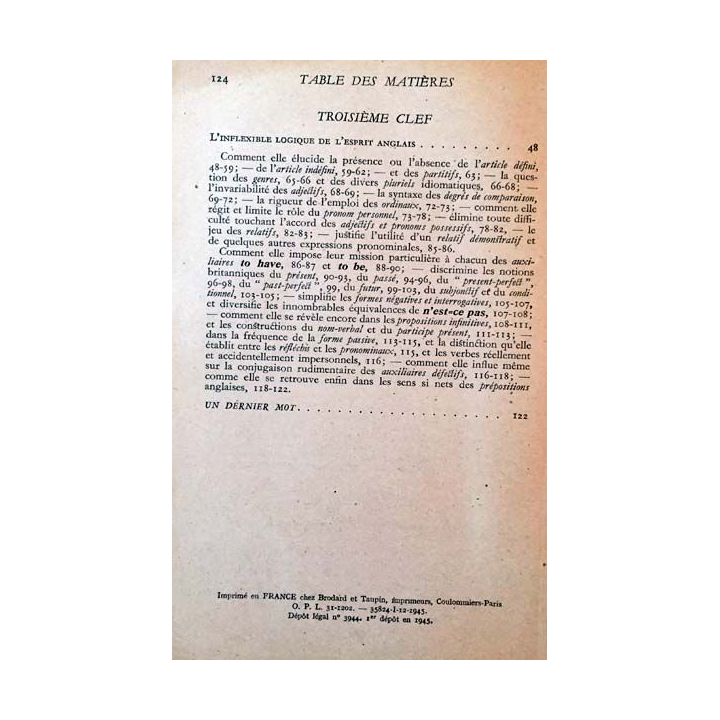 124 TABLE DES MATIÈRES
TROISIÈME CLEF
L'INFLEXIBLE LOGIQUE DE L'ESPRIT ANGLAIS . . . . . . . . . . 48
Comment elle élucide la présence ou l'absence de l'article défini,
48-59; — de l'article indéfini, 59-62; — et des partitifs, 63; — la ques-
tion des genres, 65-66 et des divers pluriels idiomatiques, 66-68; —
l'invariabilité des adjectifs, 68-69; — la syntaxe des degrés de comparaison,
69-72; — la rigueur de l'emploi des ordinaux, 72-73; — comment elle
régit et limite le rôle du pronom personnel, 73-78; — élimine toute diffi-
culté touchant l'accord des adjectifs et pronoms possessifs, 78-82, — le
jeu des relatifs, 82-83; — justifie l'utilité d'un relatif démonstratif et
de quelques autres expressions pronominales, 85-86.
Comment elle impose leur mission particulière à chacun des auxi-
liaires to have, 86-87 et to be, 88-90; — discrimine les notions
britanniques du présent, 90-93, du passé, 94-96, du " present-perfect ",
96-98, du " past-perfect ", 99, du futur, 99-103, du subjonctif et du condi-
tionnel, 103-105; — simplifie les formes négatives et interrogatives, 105-107,
et diversifie les innombrables équivalences de n'est-ce pas, 107-108;
— comment elle se révèle encore dans les propositions infinitives, 108-111,
et les constructions du nom-verbal et du participe présent, 111-113; —
dans la fréquence de la forme passive, 113-115, et la distinction qu'elle
établit entre les réfléchis et les pronominaux, 115, et les verbes réellement
et accidentellement impersonnels, 116; — comment elle influe même
sur la conjugaison rudimentaire des auxiliaires défectifs, 116-118; —
comme elle se retrouve enfin dans les sens si nets des prépositions
anglaises, 118-122.
UN DERNIER MOT. . . . . . . . . . . . . . . . . . . . 122
Imprimé en FRANCE chez Brodard et Taupin, imprimeurs, Coulommiers-Paris
O. P. L. 31-1202. — 35824-I-12-1945.
Dépôt légal n° 3944. 1er dépôt en 1945.